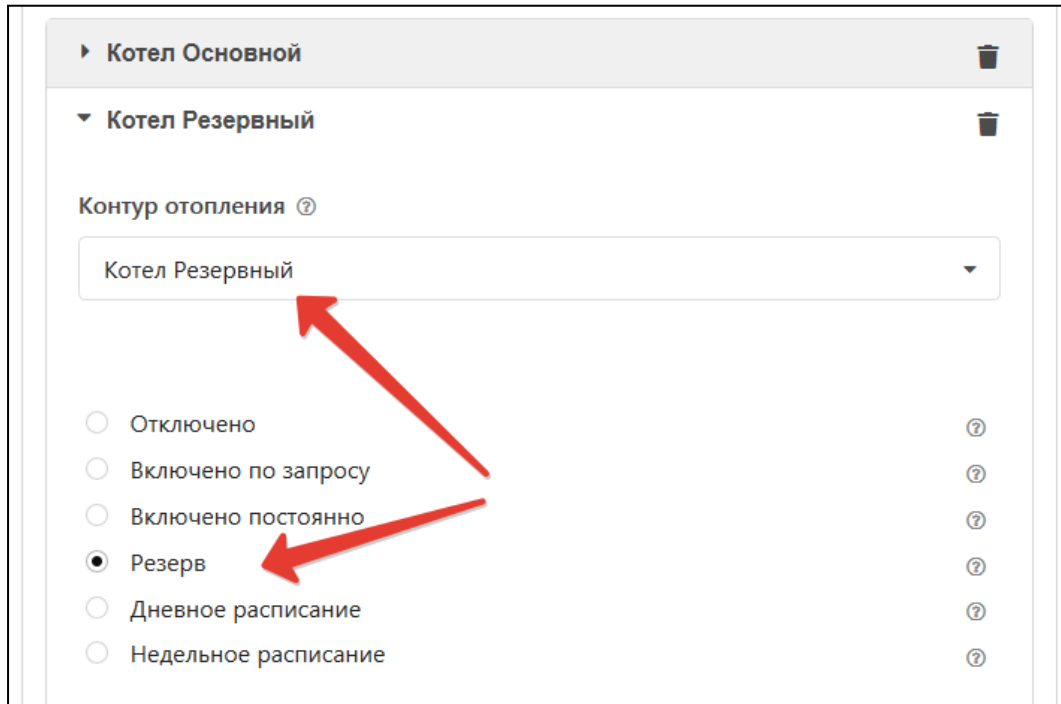 Котел Основной
Котел Резервный
Контур отопления
Котел Резервный
Отключено
Включено по запросу
Включено постоянно
Резерв
Дневное расписание
Недельное расписание